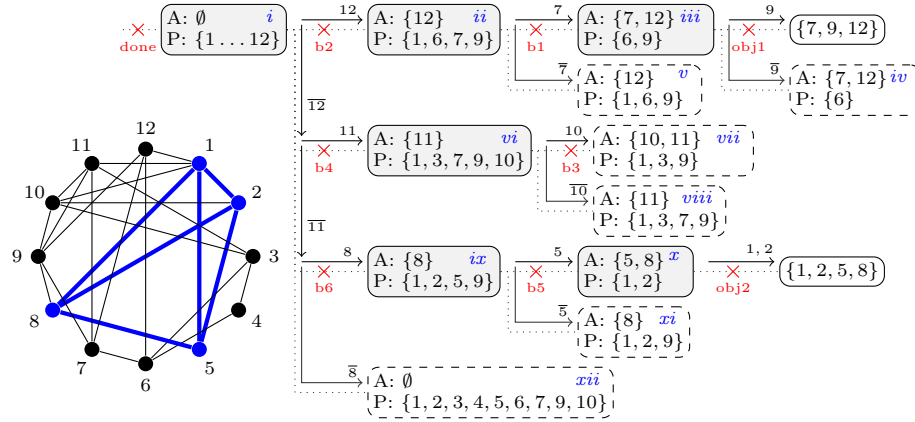 A: ∅ i
P: {1 . . . 12}
done
12
b2
A: {12} ii
P: {1, 6, 7, 9}
7
b1
A: {7, 12} iii
P: {6, 9}
9
obj1
{7, 9, 12}
7̅
A: {12} v
P: {1, 6, 9}
9̅
A: {7, 12} iv
P: {6}
1̅2̅
11
b4
A: {11} vi
P: {1, 3, 7, 9, 10}
10
b3
A: {10, 11} vii
P: {1, 3, 9}
1̅0̅
A: {11} viii
P: {1, 3, 7, 9}
1̅1̅
8
b6
A: {8} ix
P: {1, 2, 5, 9}
5
b5
A: {5, 8} x
P: {1, 2}
1, 2
obj2
{1, 2, 5, 8}
5̅
A: {8} xi
P: {1, 2, 9}
8̅
A: ∅ xii
P: {1, 2, 3, 4, 5, 6, 7, 9, 10}
12
11
1
10
2
9
3
8
4
7
6
5